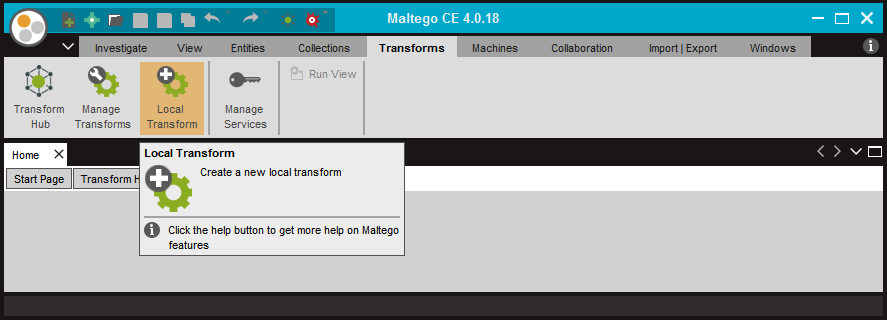 Maltego CE 4.0.18
Investigate View Entities Collections Transforms Machines Collaboration Import | Export Windows
Transform Hub
Manage Transforms
Local Transform
Manage Services
Run View
Home
Start Page Transform H
Local Transform
Create a new local transform
Click the help button to get more help on Maltego
features